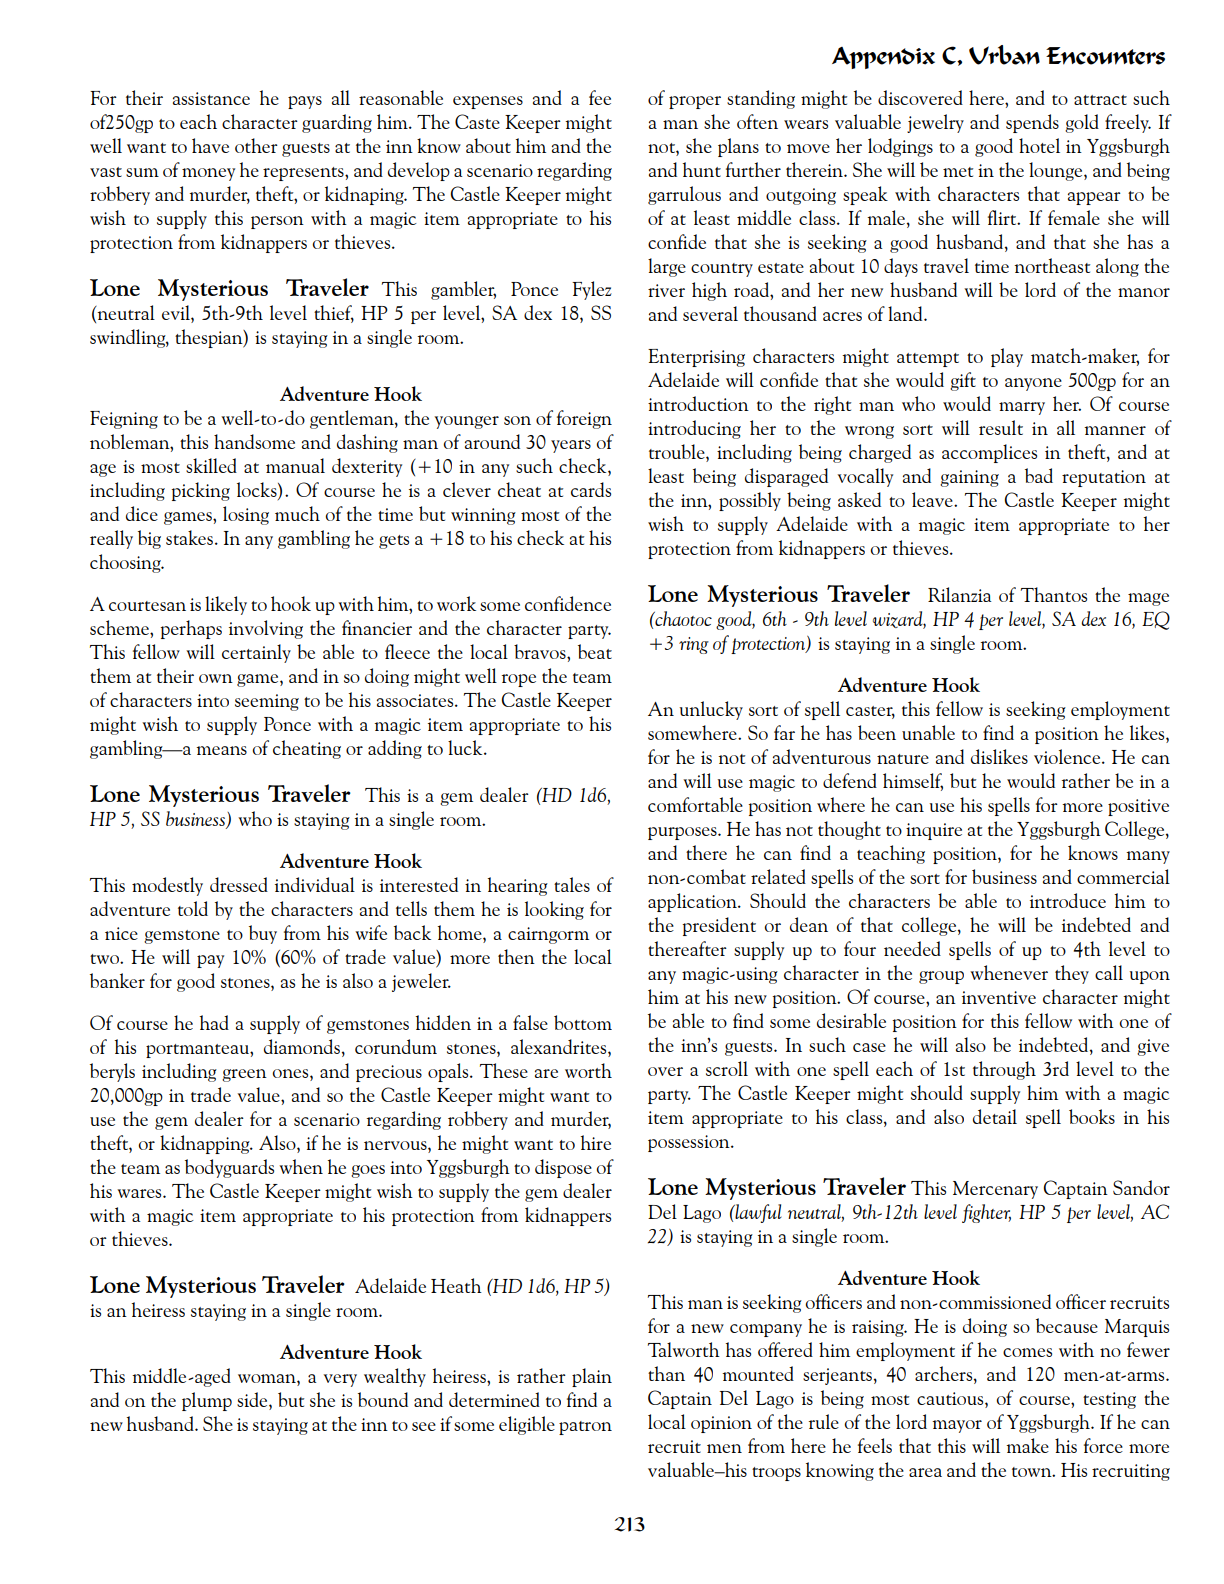 Appendix C, Urban Encounters
For their assistance he pays all reasonable expenses and a fee
of250gp to each character guarding him. The Caste Keeper might
well want to have other guests at the inn know about him and the
vast sum of money he represents, and develop a scenario regarding
robbery and murder, theft, or kidnaping. The Castle Keeper might
wish to supply this person with a magic item appropriate to his
protection from kidnappers or thieves.
Lone Mysterious Traveler This gambler, Ponce Fylez
(neutral evil, 5th-9th level thief, HP 5 per level, SA dex 18, SS
swindling, thespian) is staying in a single room.
Adventure Hook
Feigning to be a well-to-do gentleman, the younger son of foreign
nobleman, this handsome and dashing man of around 30 years of
age is most skilled at manual dexterity (+10 in any such check,
including picking locks). Of course he is a clever cheat at cards
and dice games, losing much of the time but winning most of the
really big stakes. In any gambling he gets a +18 to his check at his
choosing.
A courtesan is likely to hook up with him, to work some confidence
scheme, perhaps involving the financier and the character party.
This fellow will certainly be able to fleece the local bravos, beat
them at their own game, and in so doing might well rope the team
of characters into seeming to be his associates. The Castle Keeper
might wish to supply Ponce with a magic item appropriate to his
gambling—a means of cheating or adding to luck.
Lone Mysterious Traveler This is a gem dealer (HD 1d6,
HP 5, SS business) who is staying in a single room.
Adventure Hook
This modestly dressed individual is interested in hearing tales of
adventure told by the characters and tells them he is looking for
a nice gemstone to buy from his wife back home, a cairngorm or
two. He will pay 10% (60% of trade value) more then the local
banker for good stones, as he is also a jeweler.
Of course he had a supply of gemstones hidden in a false bottom
of his portmanteau, diamonds, corundum stones, alexandrites,
beryls including green ones, and precious opals. These are worth
20,000gp in trade value, and so the Castle Keeper might want to
use the gem dealer for a scenario regarding robbery and murder,
theft, or kidnapping. Also, if he is nervous, he might want to hire
the team as bodyguards when he goes into Yggsburgh to dispose of
his wares. The Castle Keeper might wish to supply the gem dealer
with a magic item appropriate to his protection from kidnappers
or thieves.
Lone Mysterious Traveler Adelaide Heath (HD 1d6, HP 5)
is an heiress staying in a single room.
Adventure Hook
This middle-aged woman, a very wealthy heiress, is rather plain
and on the plump side, but she is bound and determined to find a
new husband. She is staying at the inn to see if some eligible patron
of proper standing might be discovered here, and to attract such
a man she often wears valuable jewelry and spends gold freely. If
not, she plans to move her lodgings to a good hotel in Yggsburgh
and hunt further therein. She will be met in the lounge, and being
garrulous and outgoing speak with characters that appear to be
of at least middle class. If male, she will flirt. If female she will
confide that she is seeking a good husband, and that she has a
large country estate about 10 days travel time northeast along the
river high road, and her new husband will be lord of the manor
and several thousand acres of land.
Enterprising characters might attempt to play match-maker, for
Adelaide will confide that she would gift to anyone 500gp for an
introduction to the right man who would marry her. Of course
introducing her to the wrong sort will result in all manner of
trouble, including being charged as accomplices in theft, and at
least being disparaged vocally and gaining a bad reputation at
the inn, possibly being asked to leave. The Castle Keeper might
wish to supply Adelaide with a magic item appropriate to her
protection from kidnappers or thieves.
Lone Mysterious Traveler Rilanzia of Thantos the mage
(chaotoc good, 6th - 9th level wizard, HP 4 per level, SA dex 16, EQ
+3 ring of protection) is staying in a single room.
Adventure Hook
An unlucky sort of spell caster, this fellow is seeking employment
somewhere. So far he has been unable to find a position he likes,
for he is not of adventurous nature and dislikes violence. He can
and will use magic to defend himself, but he would rather be in a
comfortable position where he can use his spells for more positive
purposes. He has not thought to inquire at the Yggsburgh College,
and there he can find a teaching position, for he knows many
non-combat related spells of the sort for business and commercial
application. Should the characters be able to introduce him to
the president or dean of that college, he will be indebted and
thereafter supply up to four needed spells of up to 4th level to
any magic-using character in the group whenever they call upon
him at his new position. Of course, an inventive character might
be able to find some desirable position for this fellow with one of
the inn's guests. In such case he will also be indebted, and give
over a scroll with one spell each of 1st through 3rd level to the
party. The Castle Keeper might should supply him with a magic
item appropriate to his class, and also detail spell books in his
possession.
Lone Mysterious Traveler This Mercenary Captain Sandor
Del Lago (lawful neutral, 9th-12th level fighter, HP 5 per level, AC
22) is staying in a single room.
Adventure Hook
This man is seeking officers and non-commissioned officer recruits
for a new company he is raising. He is doing so because Marquis
Talworth has offered him employment if he comes with no fewer
than 40 mounted serjeants, 40 archers, and 120 men-at-arms.
Captain Del Lago is being most cautious, of course, testing the
local opinion of the rule of the lord mayor of Yggsburgh. If he can
recruit men from here he feels that this will make his force more
valuable–his troops knowing the area and the town. His recruiting
213